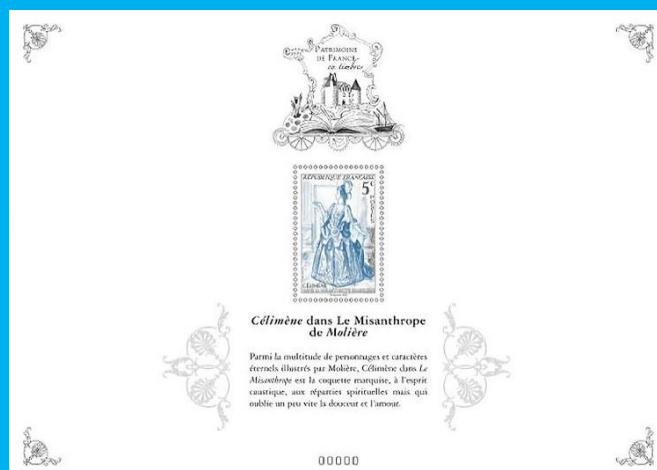 PATRIMOINE
DE FRANCE
en timbres
RÉPUBLIQUE FRANÇAISE
5c
POSTES
CÉLIMÈNE
Célimène dans Le Misanthrope
de Molière
Parmi la multitude de personnages et caractères
éternels illustrés par Molière, Célimène dans Le
Misanthrope est la coquette marquise, à l'esprit
caustique, aux réparties spirituelles mais qui
oublie un peu vite la douceur et l'amour.
00000